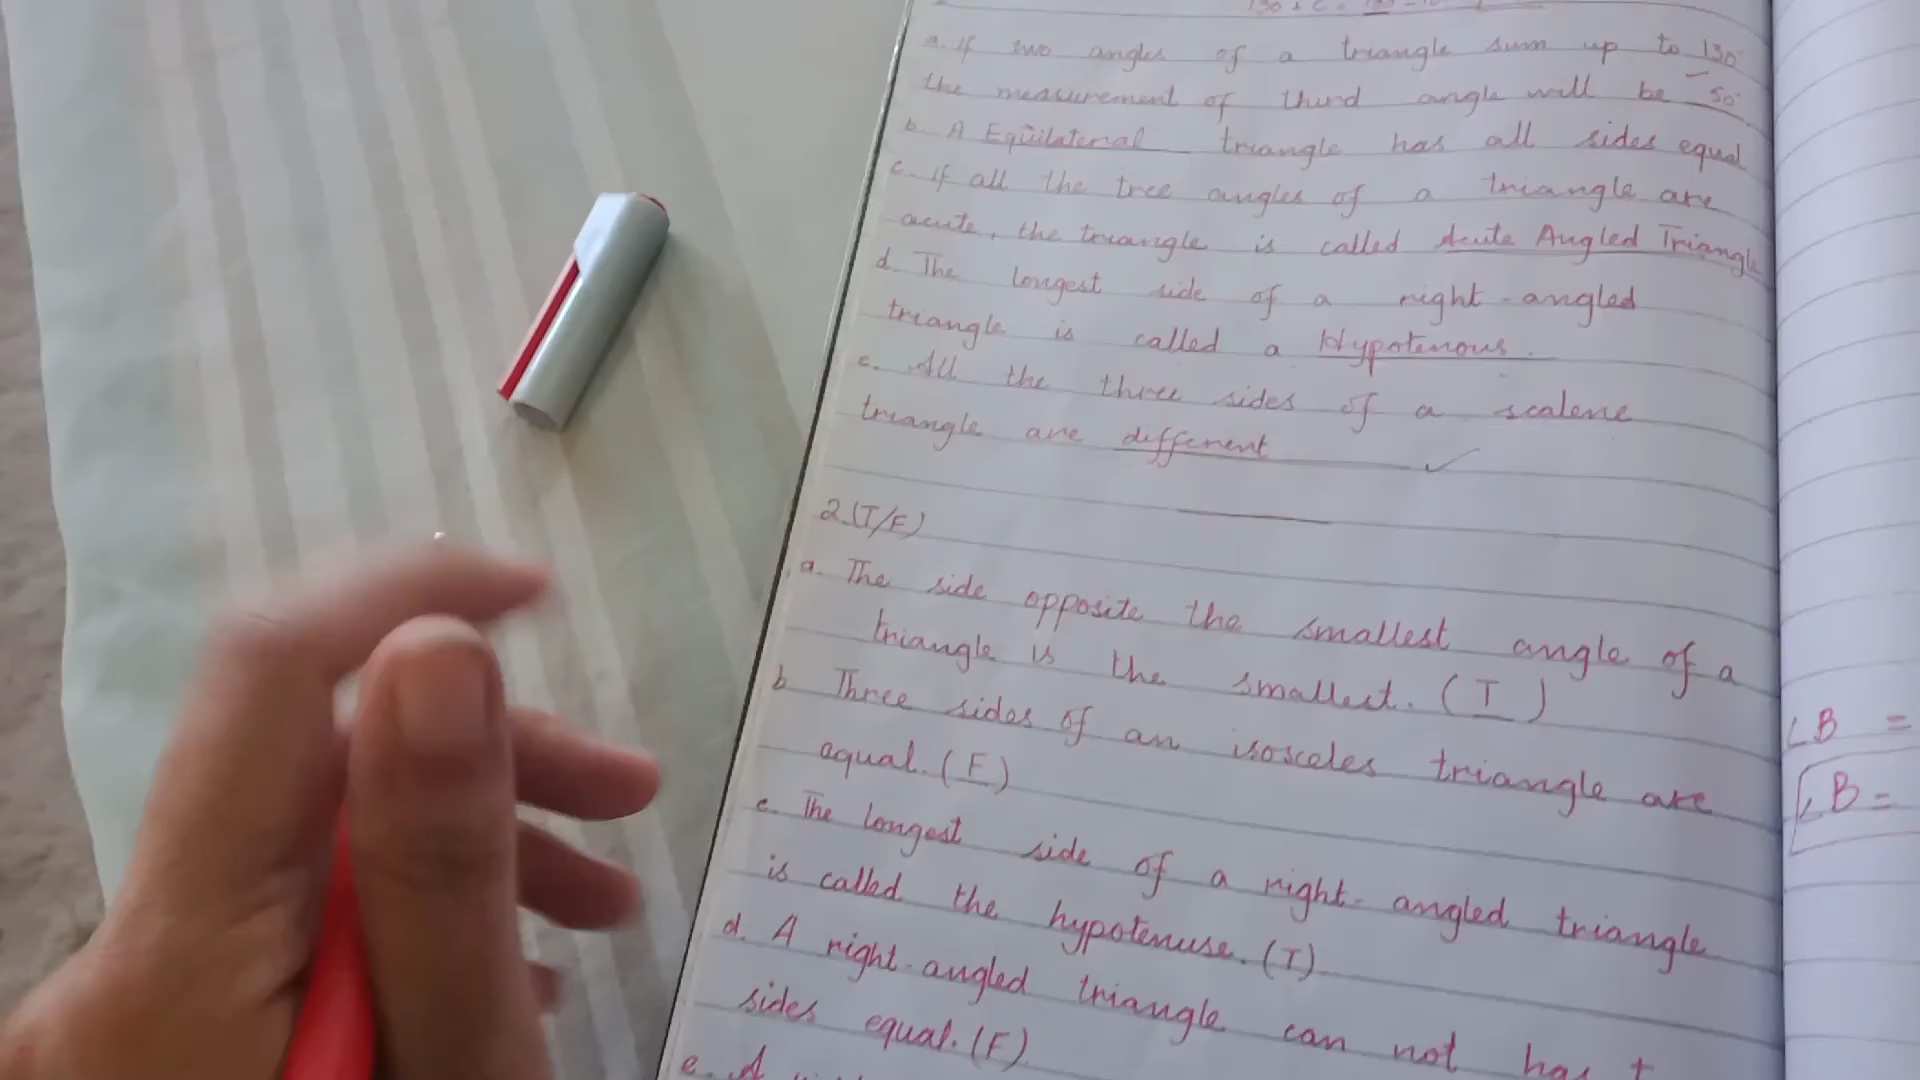 a. If two angles of a triangle sum up to 130°
the measurement of third angle will be 50°
b. A Equilateral triangle has all sides equal
c. If all the tree angles of a triangle are
acute, the triangle is called Acute Angled Triangle
d. The longest side of a right-angled
triangle is called a Hypotenous.
e. All the three sides of a scalene
triangle are different
2.(T/F)
a. The side opposite the smallest angle of a
triangle is the smallest. (T)
b Three sides of an isosceles triangle are
equal. (F)
c. The longest side of a right-angled triangle
is called the hypotenuse. (T)
d. A right-angled triangle can not has
sides equal. (F)
e. A
∠B =
∠B =